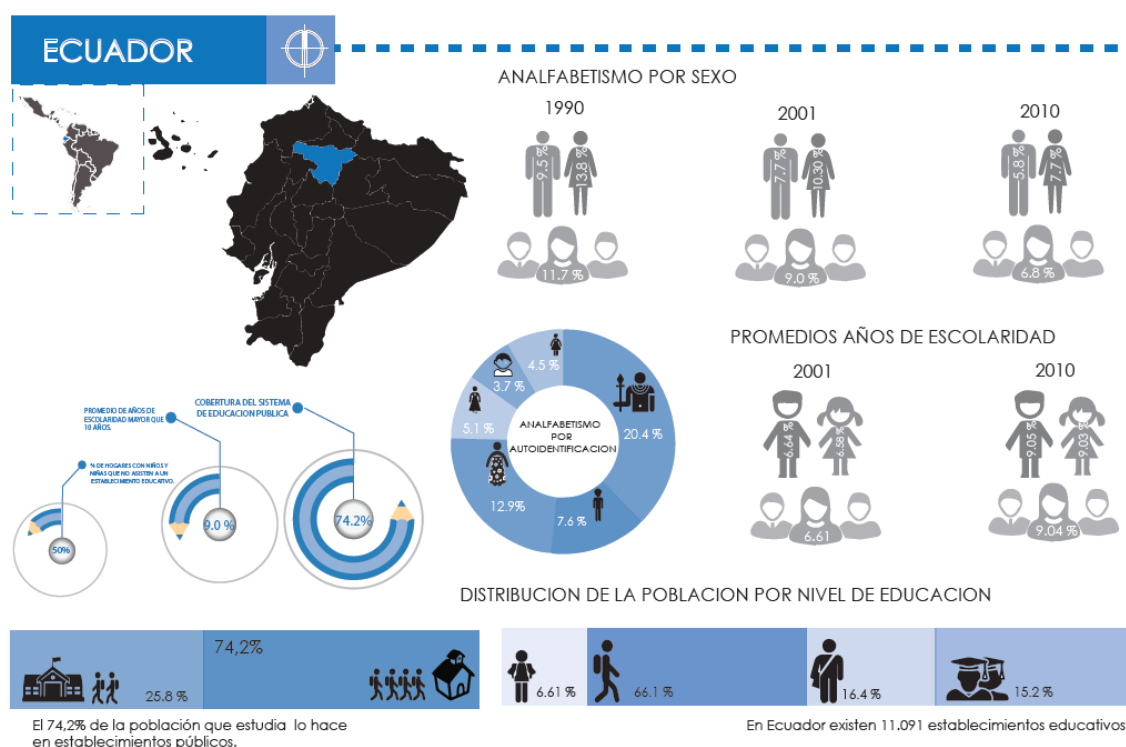 ECUADOR
ANALFABETISMO POR SEXO
1990
2001
2010
9.5 %
13.8 %
7.7 %
10.30 %
5.8 %
7.7 %
11.7 %
9.0 %
6.8 %
PROMEDIOS AÑOS DE ESCOLARIDAD
2001
2010
6.64 %
6.58 %
9.05 %
9.03 %
6.61
9.04 %
ANALFABETISMO
POR
AUTOIDENTIFICACION
4.5 %
3.7 %
5.1 %
20.4 %
12.9%
7.6 %
COBERTURA DEL SISTEMA
DE EDUCACION PUBLICA
74.2%
PROMEDIO DE AÑOS DE
ESCOLARIDAD MAYOR QUE
10 AÑOS.
9.0 %
% DE HOGARES CON NIÑOS Y
NIÑAS QUE NO ASISTEN A UN
ESTABLECIMIENTO EDUCATIVO.
50%
DISTRIBUCION DE LA POBLACION POR NIVEL DE EDUCACION
74,2%
25.8 %
6.61 %
66.1 %
16.4 %
15.2 %
El 74,2% de la población que estudia lo hace
en establecimientos públicos.
En Ecuador existen 11.091 establecimientos educativos